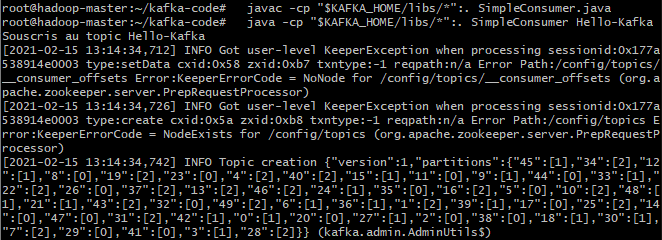 root@hadoop-master:~/kafka-code#   javac -cp "$KAFKA_HOME/libs/*":. SimpleConsumer.java
root@hadoop-master:~/kafka-code#   java -cp "$KAFKA_HOME/libs/*":. SimpleConsumer Hello-Kafka
Souscris au topic Hello-Kafka
[2021-02-15 13:14:34,712] INFO Got user-level KeeperException when processing sessionid:0x177a
538914e0003 type:setData cxid:0x58 zxid:0xb7 txntype:-1 reqpath:n/a Error Path:/config/topics/
__consumer_offsets Error:KeeperErrorCode = NoNode for /config/topics/__consumer_offsets (org.a
pache.zookeeper.server.PrepRequestProcessor)
[2021-02-15 13:14:34,726] INFO Got user-level KeeperException when processing sessionid:0x177a
538914e0003 type:create cxid:0x5a zxid:0xb8 txntype:-1 reqpath:n/a Error Path:/config/topics E
rror:KeeperErrorCode = NodeExists for /config/topics (org.apache.zookeeper.server.PrepRequestP
rocessor)
[2021-02-15 13:14:34,742] INFO Topic creation {"version":1,"partitions":{"45":[1],"34":[2],"12
":[1],"8":[0],"19":[2],"23":[0],"4":[2],"40":[2],"15":[1],"11":[0],"9":[1],"44":[0],"33":[1],"
22":[2],"26":[0],"37":[2],"13":[2],"46":[2],"24":[1],"35":[0],"16":[2],"5":[0],"10":[2],"48":[
1],"21":[1],"43":[2],"32":[0],"49":[2],"6":[1],"36":[1],"1":[2],"39":[1],"17":[0],"25":[2],"14
":[0],"47":[0],"31":[2],"42":[1],"0":[1],"20":[0],"27":[1],"2":[0],"38":[0],"18":[1],"30":[1],
"7":[2],"29":[0],"41":[0],"3":[1],"28":[2]}} (kafka.admin.AdminUtils$)